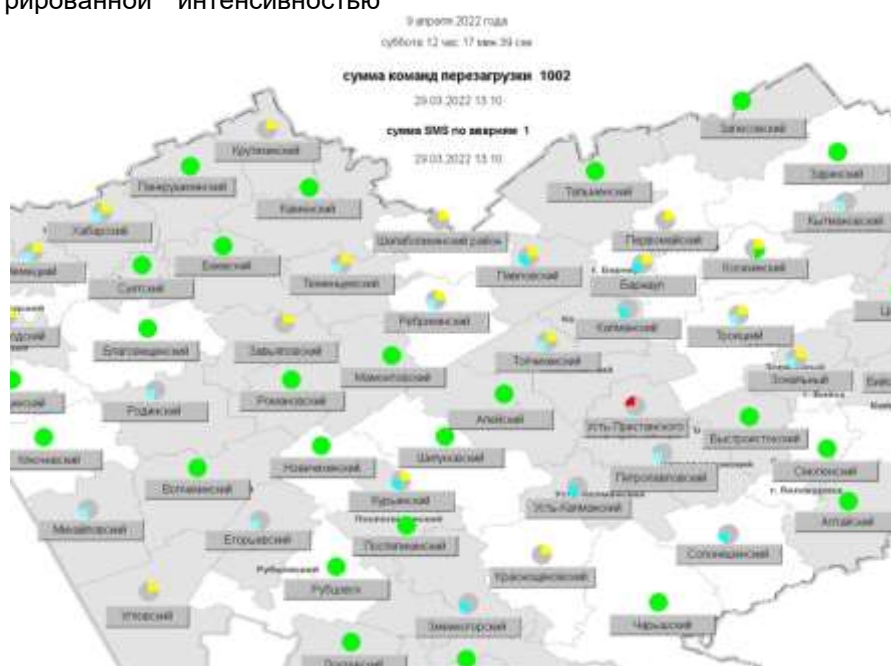 рированной интенсивностью
9 апреля 2022 года
суббота 12 час 17 мин 39 сек
сумма команд перезагрузки 1002
29.03.2022 13:10
сумма SMS по авариям 1
29.03.2022 13:10
Залесовский
Крутихинский
Заринский
Панкрушихинский
Тальменский
Каменский
Кытмановский
Хабарский
Шелаболихинский район
Первомайский
Баевский
Косихинский
Павловский
Тюменцевский
Барнаул
Суетский
Ребрихинский
Калманский
Троицкий
Благовещенский
Завьяловский
Топчихинский
Мамонтовский
Зональный
Романовский
Родинский
Алейский
Усть-Пристанского
Быстроистокский
Ключевский
Новичихинский
Шипуновский
Смоленский
Петропавловский
Волчихинский
Курьинский
Усть-Калманский
Алтайский
Михайловский
Егорьевский
Поспелихинский
Солонешенский
Рубцовский
Краснощёковский
Рубцовск
Угловский
Чарышский
Змеиногорский